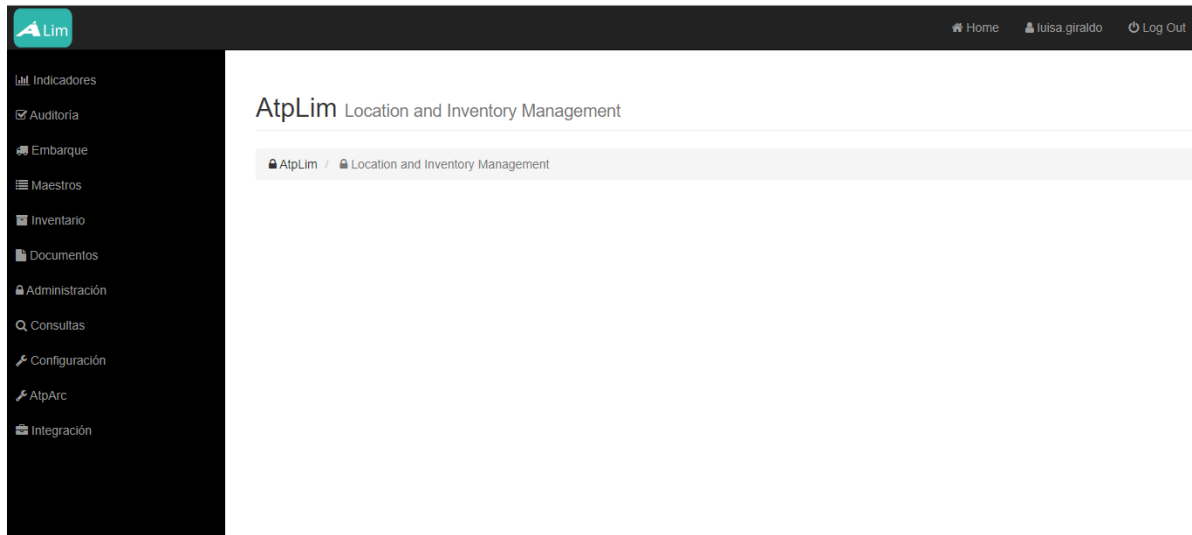 Lim
Home luisa.giraldo Log Out
Indicadores
Auditoría
Embarque
Maestros
Inventario
Documentos
Administración
Consultas
Configuración
AtpArc
Integración
AtpLim Location and Inventory Management
AtpLim / Location and Inventory Management